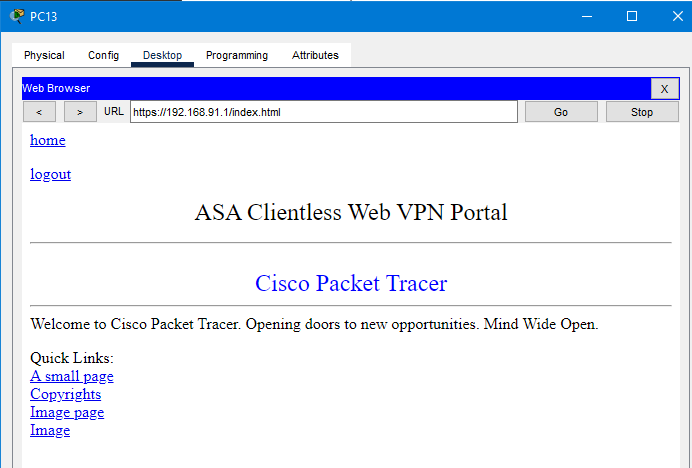 PC13
Physical Config Desktop Programming Attributes
Web Browser X
< > URL https://192.168.91.1/index.html Go Stop
home
logout
ASA Clientless Web VPN Portal
Cisco Packet Tracer
Welcome to Cisco Packet Tracer. Opening doors to new opportunities. Mind Wide Open.
Quick Links:
A small page
Copyrights
Image page
Image